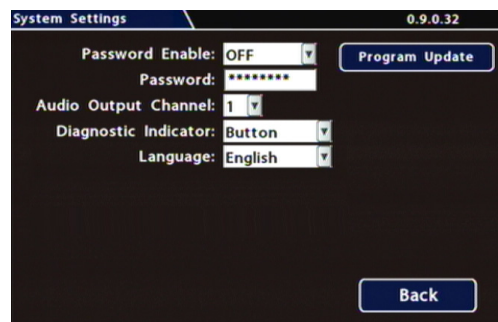 System Settings 0.9.0.32
Password Enable: OFF Program Update
Password: ********
Audio Output Channel: 1
Diagnostic Indicator: Button
Language: English
Back